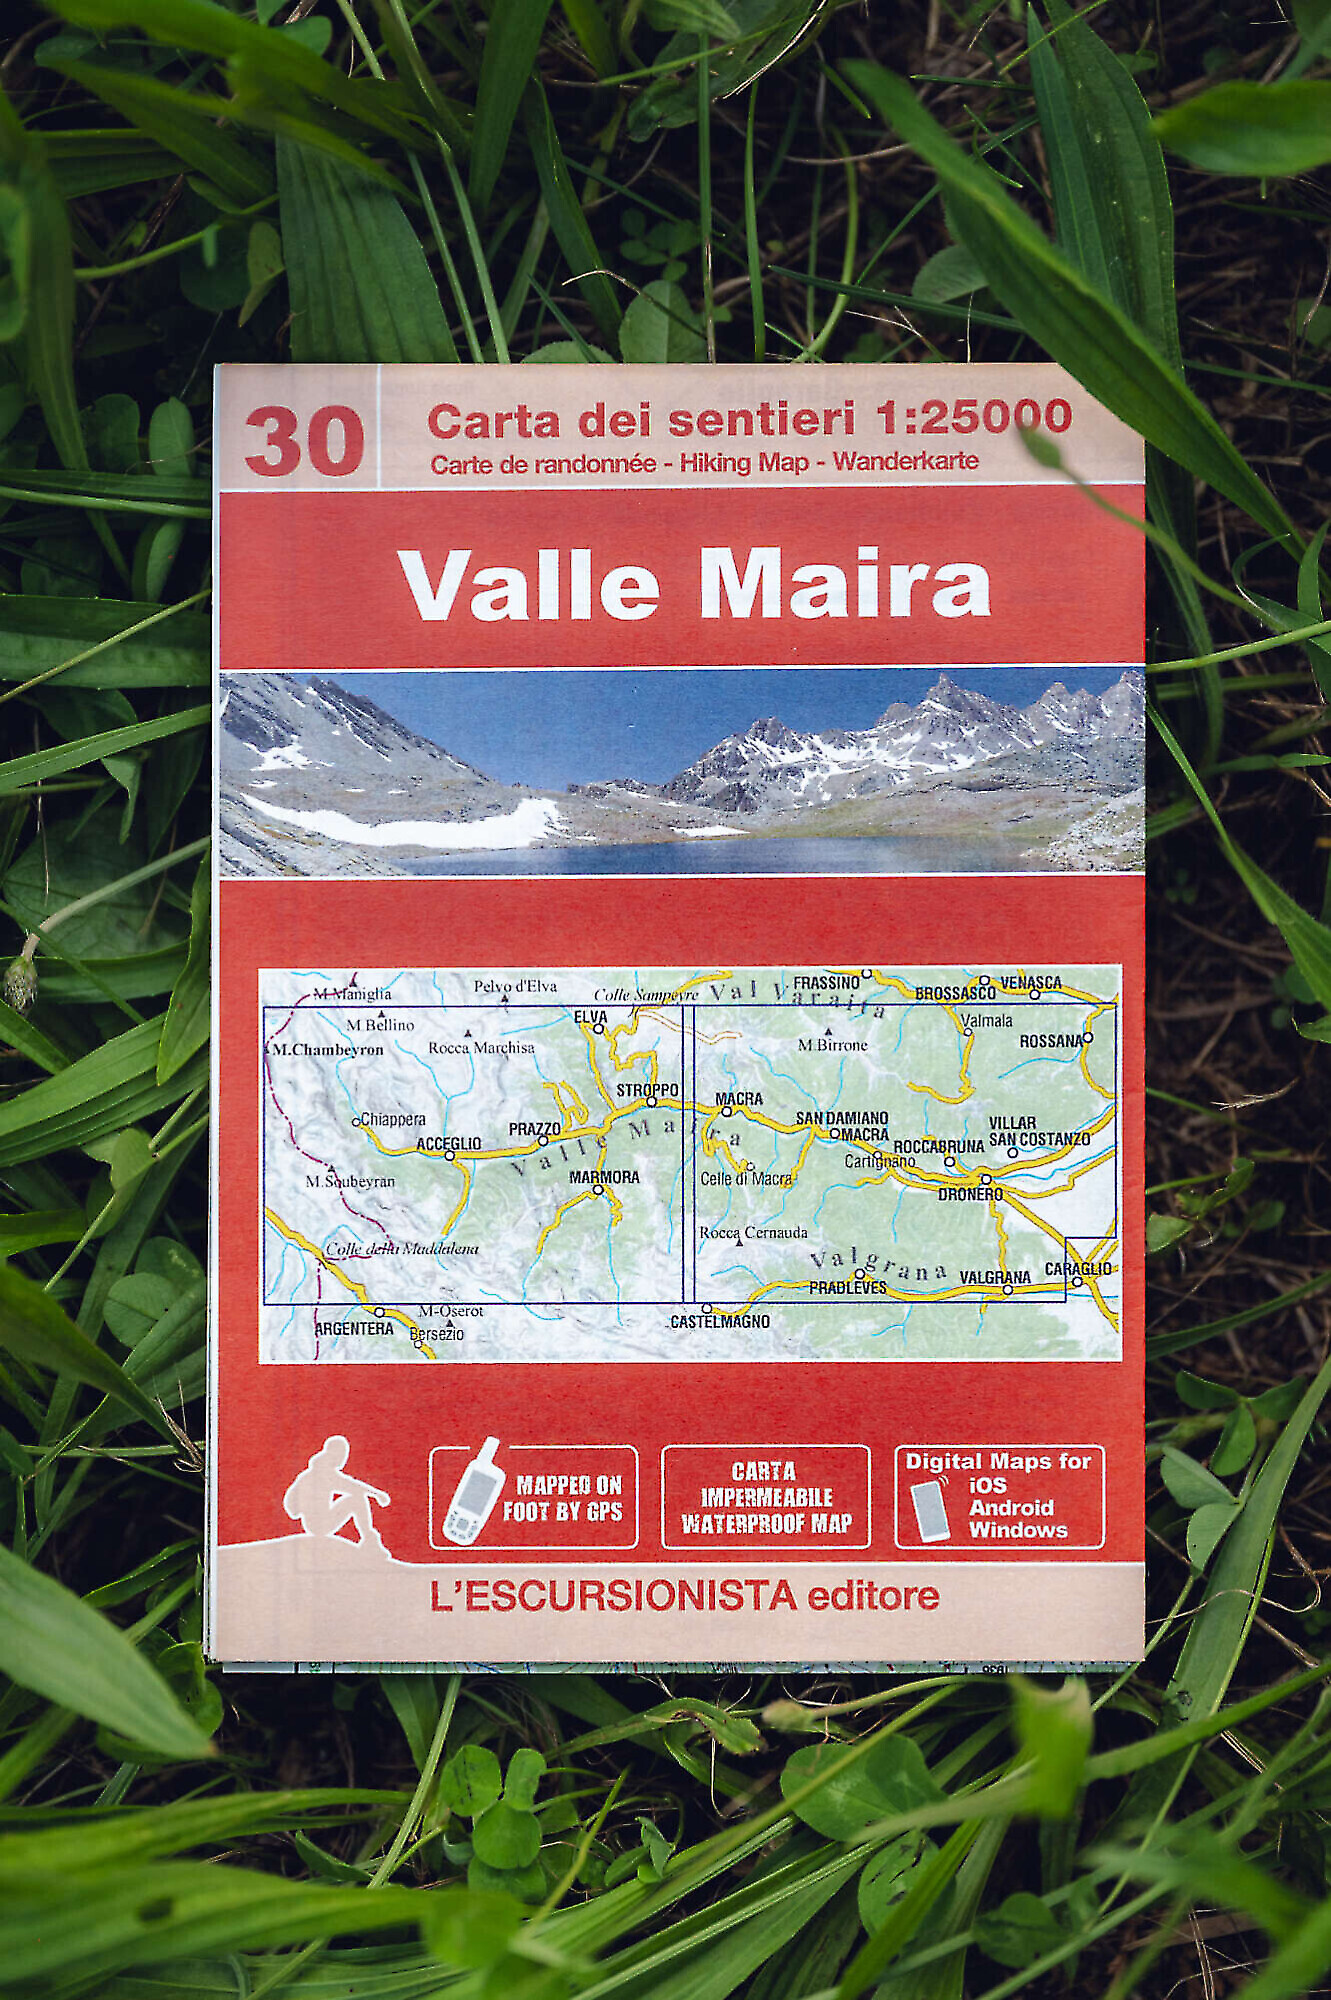 30
Carta dei sentieri 1:25000
Carte de randonnée - Hiking Map - Wanderkarte
Valle Maira
M.Maniglia
Pelvo d'Elva
Colle Sampeyre
Val Varaita
FRASSINO
BROSSASCO
VENASCA
M Bellino
ELVA
Valmala
M.Chambeyron
Rocca Marchisa
M.Birrone
ROSSANA
STROPPO
MACRA
Chiappera
ACCEGLIO
PRAZZO
Valle Maira
SAN DAMIANO
MACRA
VILLAR
SAN COSTANZO
ROCCABRUNA
Cartignano
M.Soubeyran
MARMORA
Celle di Macra
DRONERO
Rocca Cernauda
Colle della Maddalena
Valgrana
PRADLEVES
VALGRANA
CARAGLIO
ARGENTERA
M-Oserot
Bersezio
CASTELMAGNO
MAPPED ON
FOOT BY GPS
CARTA
IMPERMEABILE
WATERPROOF MAP
Digital Maps for
iOS
Android
Windows
L'ESCURSIONISTA editore